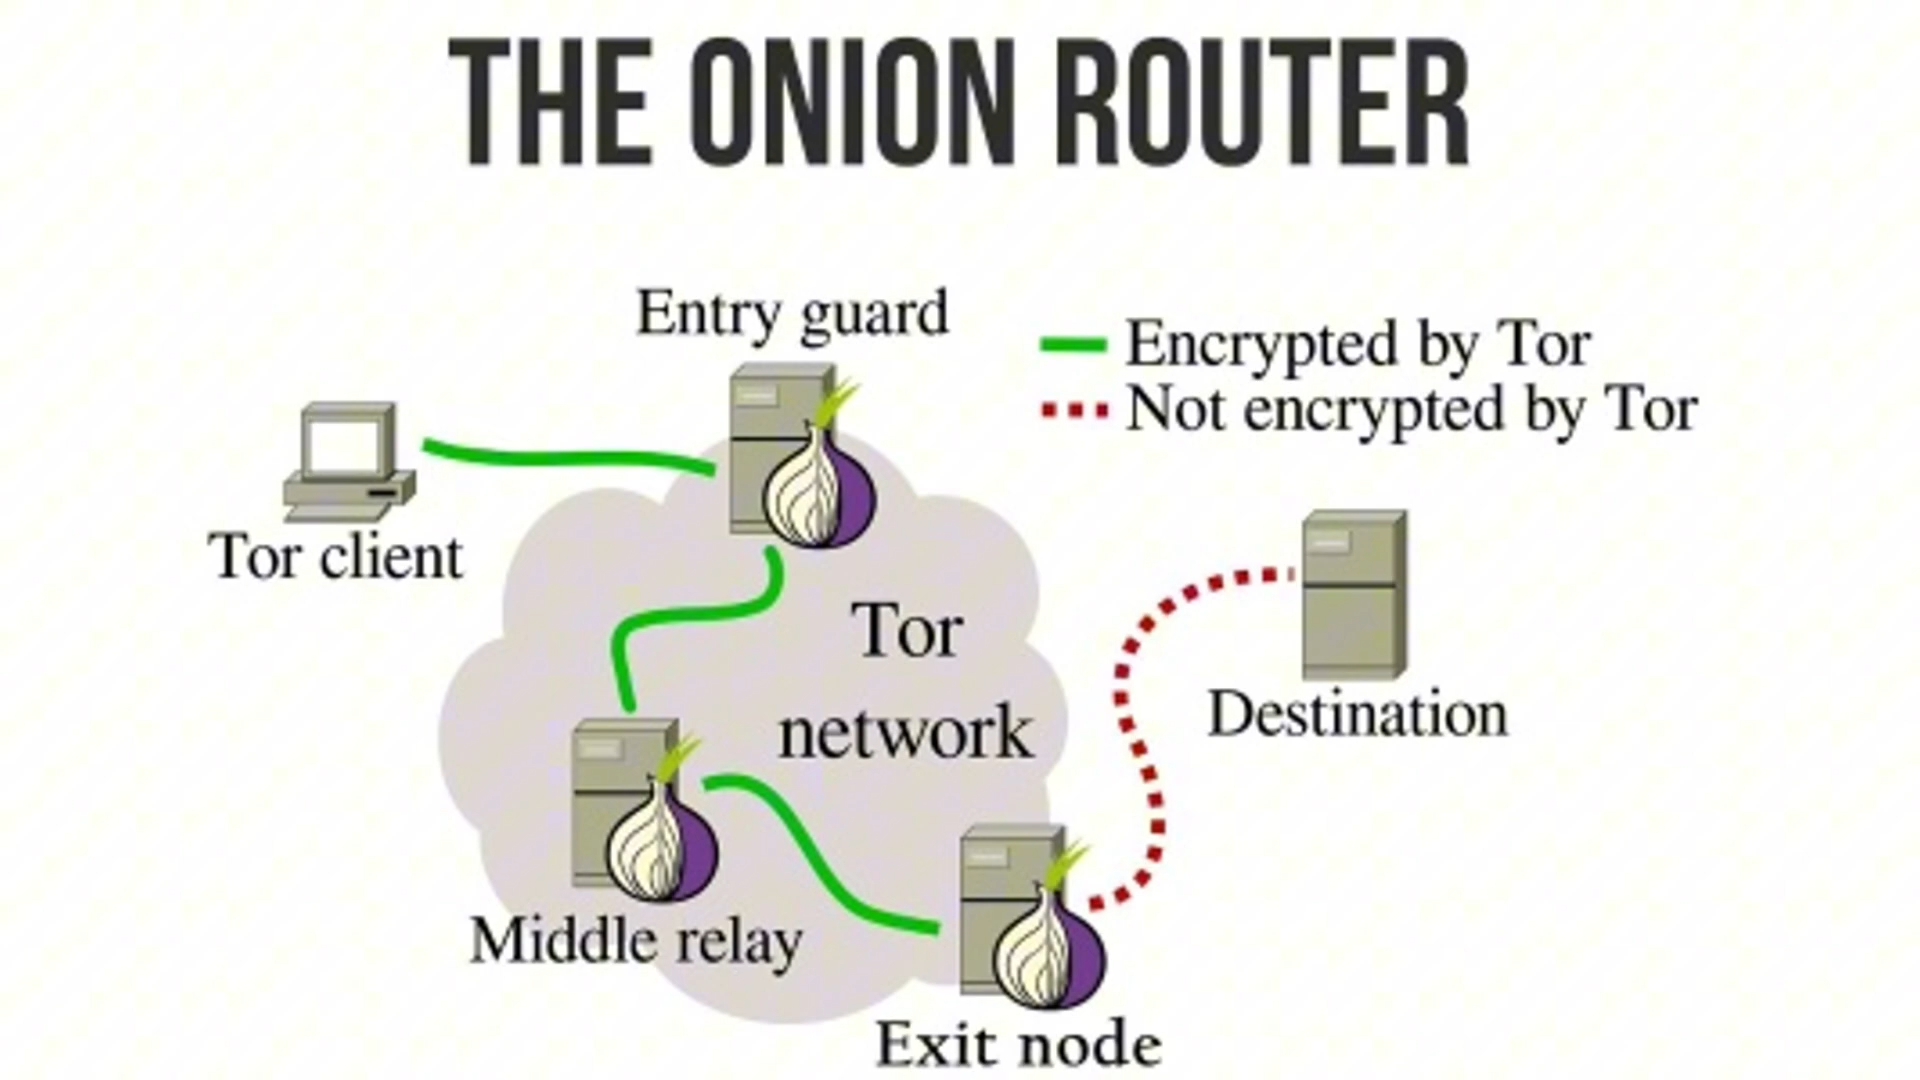 THE ONION ROUTER
Entry guard
Encrypted by Tor
Not encrypted by Tor
Tor client
Tor
network
Destination
Middle relay
Exit node